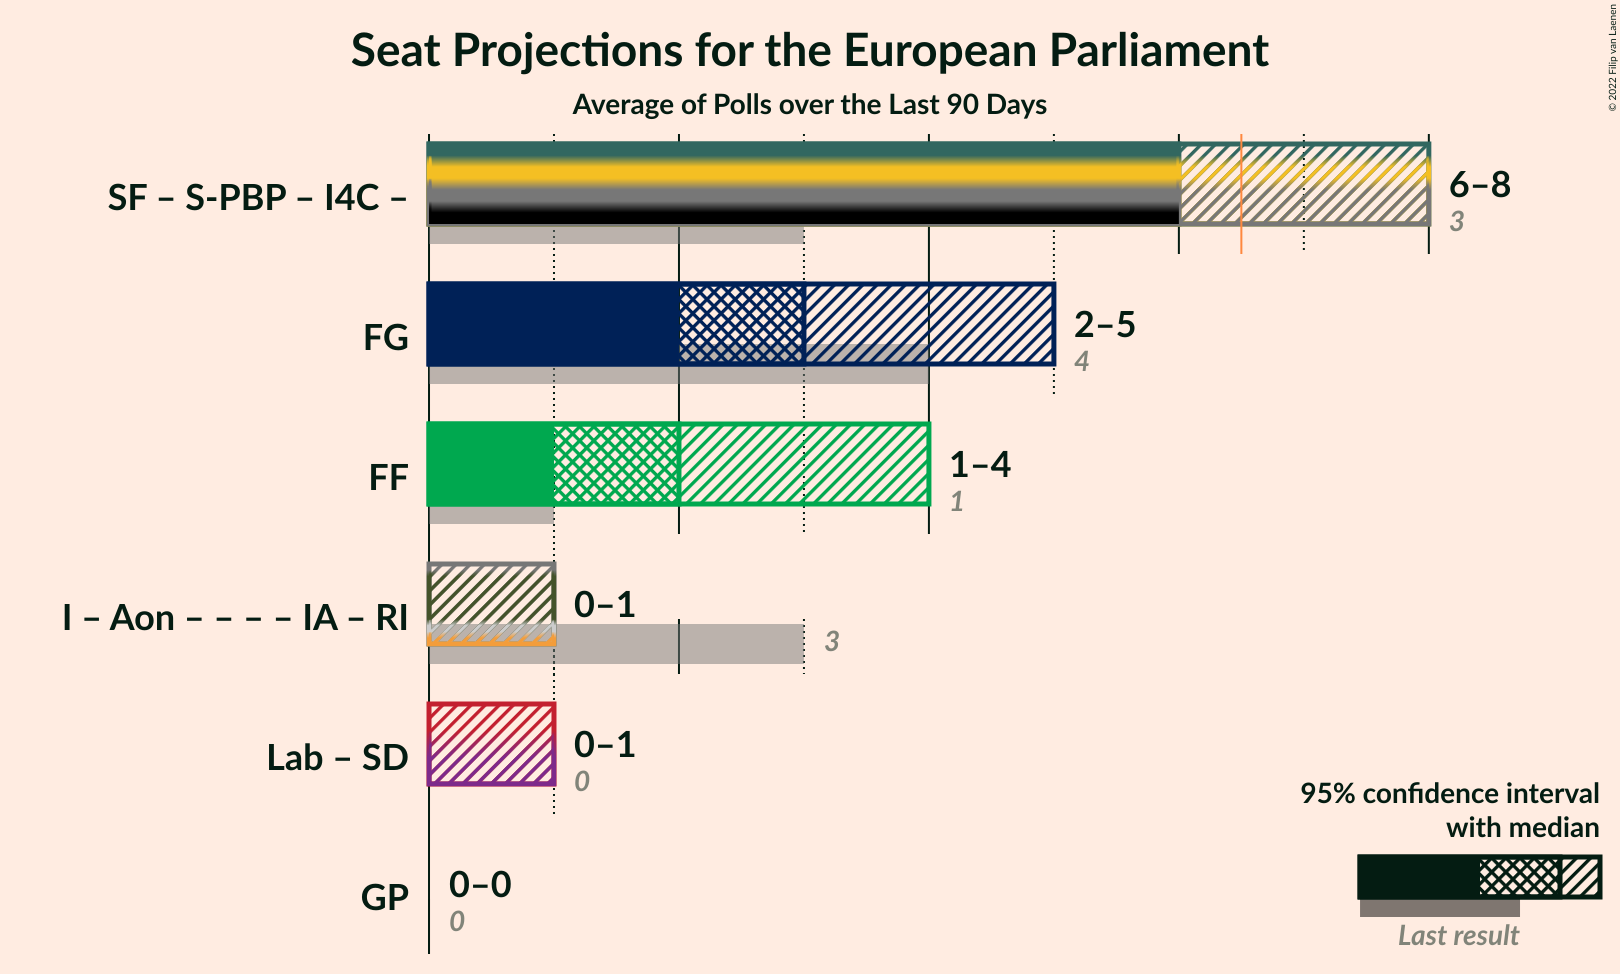 Seat Projections for the European Parliament
Average of Polls over the Last 90 Days
© 2022 Filip van Laenen
SF – S-PBP – I4C –
6–8
3
FG
2–5
4
FF
1–4
1
I – Aon – – – – IA – RI
0–1
3
Lab – SD
0–1
0
GP
0–0
0
95% confidence interval
with median
Last result